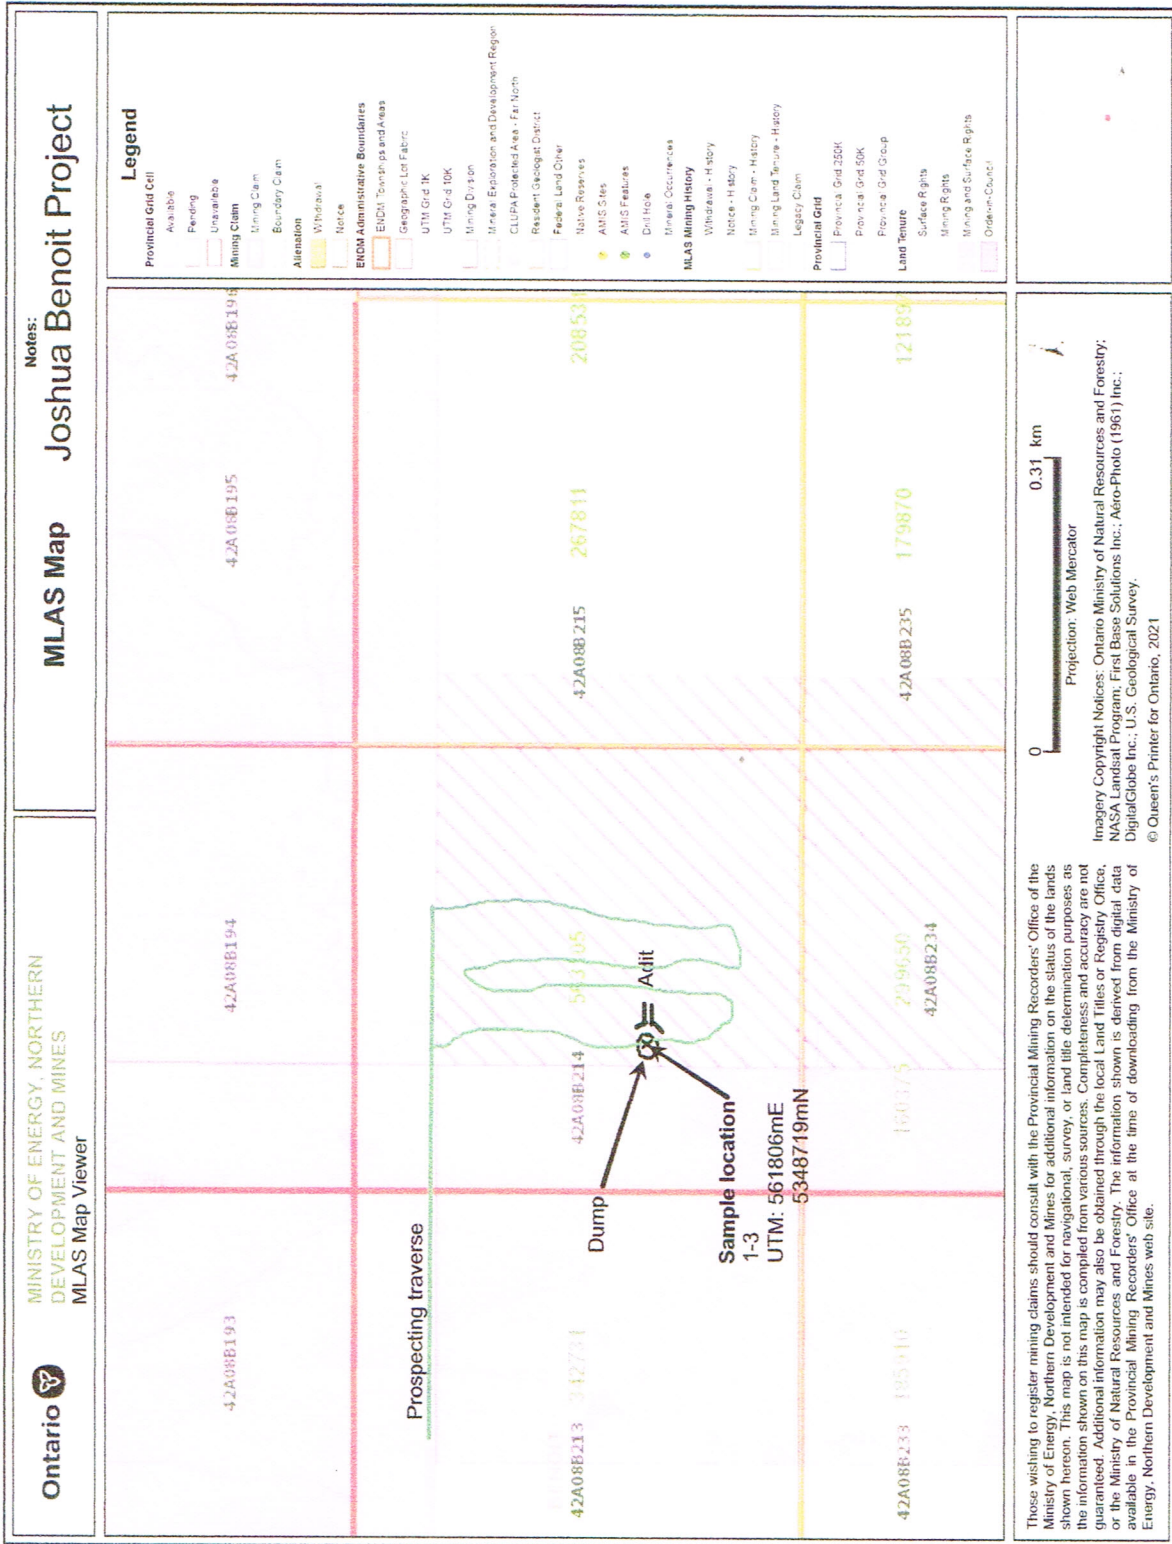 Ontario
MINISTRY OF ENERGY, NORTHERN
DEVELOPMENT AND MINES
MLAS Map Viewer
MLAS Map
Notes:
Joshua Benoit Project
42A08B193
42A08B194
42A08B195
42A08B196
Prospecting traverse
42A08B213
42A08B214
42A08B215
267841
20853
Dump
Adit
Sample location
1-3
UTM: 561806mE
5348719mN
42A08B233
42A08B234
42A08B235
179870
12189
Legend
Provincial Grid Cell
Available
Pending
Unavailable
Mining Claim
Mining Claim
Boundary Claim
Alienation
Withdrawal
Notice
ENDM Administrative Boundaries
ENDM Townships and Areas
Geographic Lot Fabric
UTM Grid 1K
UTM Grid 10K
Mining Division
Mineral Exploration and Development Region
CLUPA Protected Area - Far North
Resident Geologist District
Federal Land Other
Native Reserves
AMIS Sites
AMIS Features
Drill Hole
Mineral Occurrences
MLAS Mining History
Withdrawal - History
Notice - History
Mining Claim - History
Mining Land Tenure - History
Legacy Claim
Provincial Grid
Provincial Grid 250K
Provincial Grid 50K
Provincial Grid Group
Land Tenure
Surface Rights
Mining Rights
Mining and Surface Rights
Order-in-Council
Those wishing to register mining claims should consult with the Provincial Mining Recorders' Office of the
Ministry of Energy, Northern Development and Mines for additional information on the status of the lands
shown hereon. This map is not intended for navigational, survey, or land title determination purposes as
the information shown on this map is compiled from various sources. Completeness and accuracy are not
guaranteed. Additional information may also be obtained through the local Land Titles or Registry Office,
or the Ministry of Natural Resources and Forestry. The information shown is derived from digital data
available in the Provincial Mining Recorders' Office at the time of downloading from the Ministry of
Energy, Northern Development and Mines web site.
0
0.31 km
Projection: Web Mercator
Imagery Copyright Notices: Ontario Ministry of Natural Resources and Forestry;
NASA Landsat Program; First Base Solutions Inc.; Aéro-Photo (1961) Inc.;
DigitalGlobe Inc.; U.S. Geological Survey.
© Queen's Printer for Ontario, 2021